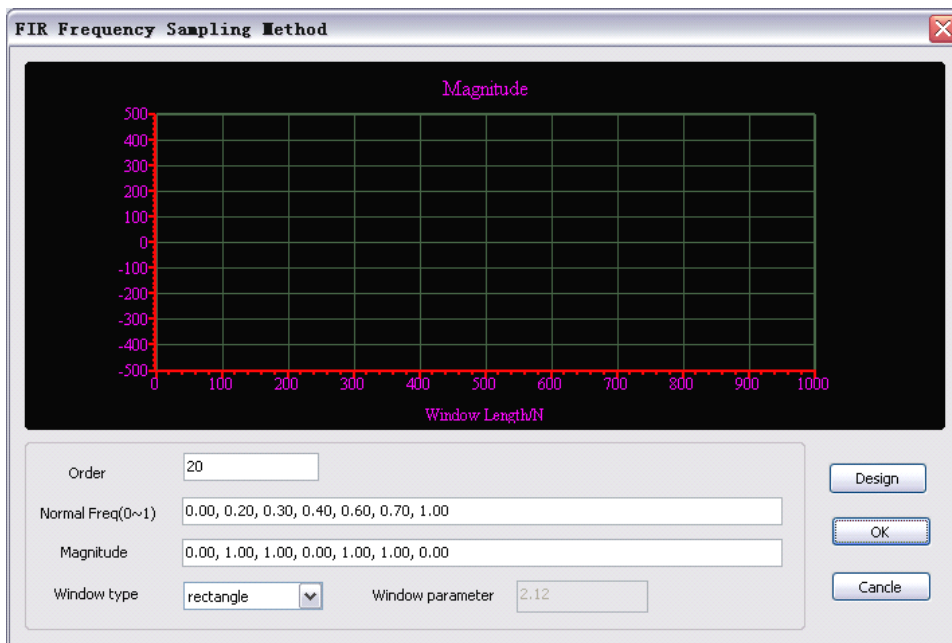 FIR Frequency Sampling Method
Magnitude
500
400
300
200
100
0
-100
-200
-300
-400
-500
0 100 200 300 400 500 600 700 800 900 1000
Window Length/N
Order 20
Design
Normal Freq(0~1) 0.00, 0.20, 0.30, 0.40, 0.60, 0.70, 1.00
OK
Magnitude 0.00, 1.00, 1.00, 0.00, 1.00, 1.00, 0.00
Window type rectangle Window parameter 2.12
Cancle